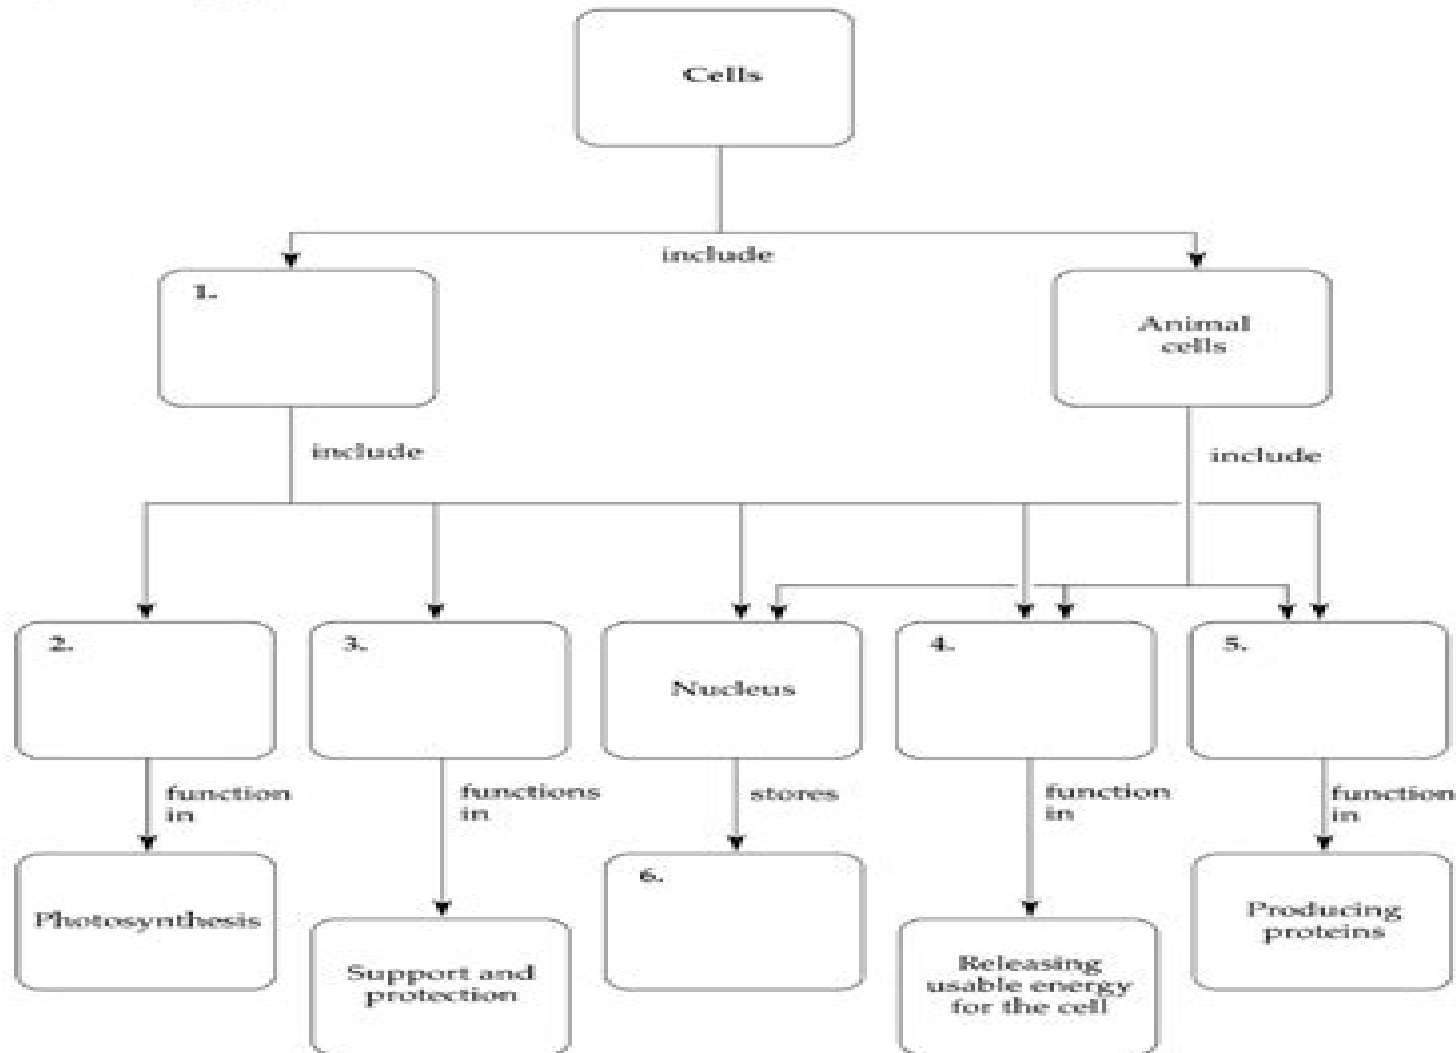 Cells
include
1.
Animal
cells
include
include
2.
3.
Nucleus
4.
5.
function
in
functions
in
stores
function
in
function
in
Photosynthesis
Support and
protection
6.
Releasing
usable energy
for the cell
Producing
proteins